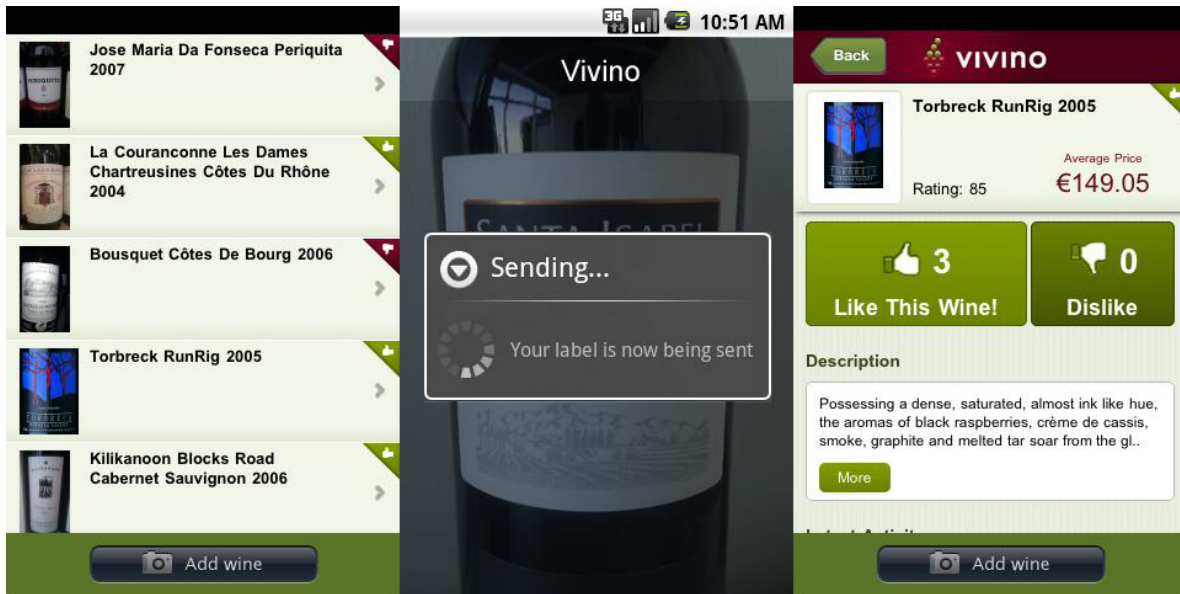 Jose Maria Da Fonseca Periquita
2007
PERIQUITA
La Couranconne Les Dames
Chartreusines Côtes Du Rhône
2004
Bousquet Côtes De Bourg 2006
Torbreck RunRig 2005
TORBRECK
Kilikanoon Blocks Road
Cabernet Sauvignon 2006
Add wine
3G
10:51 AM
Vivino
Sending...
Your label is now being sent
Back
vivino
Torbreck RunRig 2005
TORBRECK
Average Price
Rating: 85
€149.05
3
Like This Wine!
0
Dislike
Description
Possessing a dense, saturated, almost ink like hue,
the aromas of black raspberries, crème de cassis,
smoke, graphite and melted tar soar from the gl..
More
Add wine